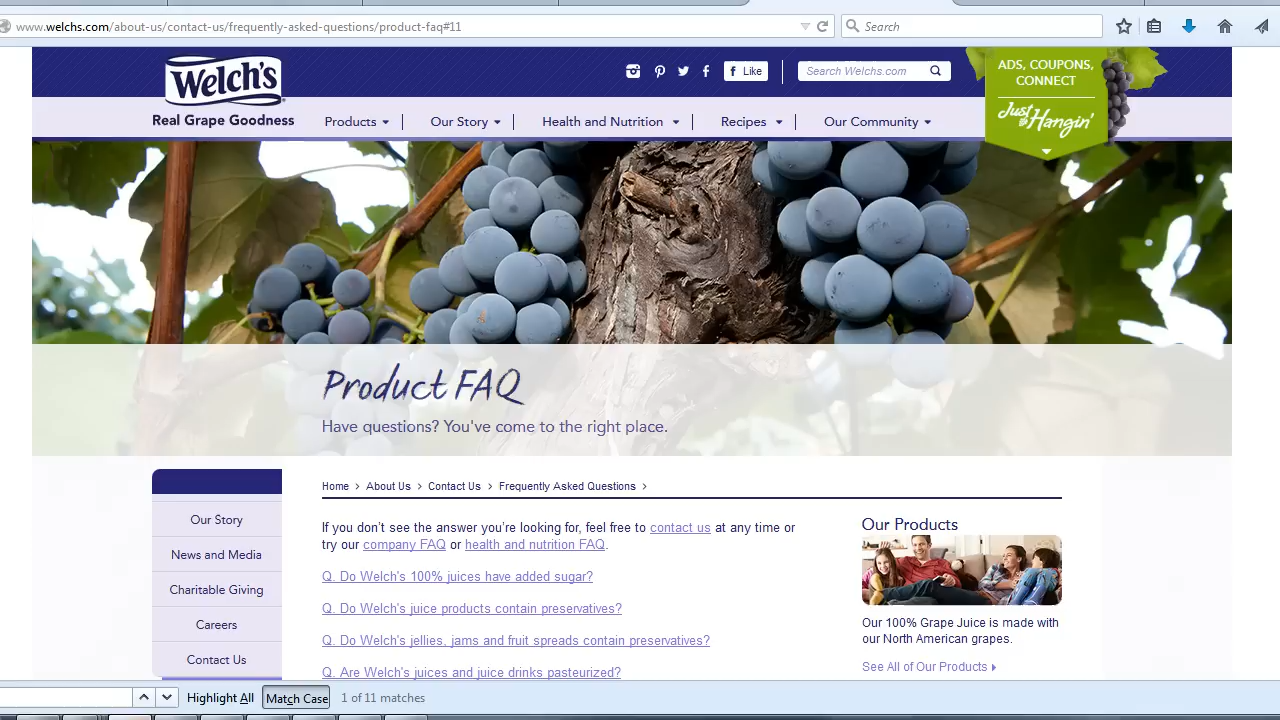 www.welchs.com/about-us/contact-us/frequently-asked-questions/product-faq#11
Search
Welch's
Real Grape Goodness
Like
Search Welchs.com
ADS, COUPONS,
CONNECT
Just Hangin'
Products
Our Story
Health and Nutrition
Recipes
Our Community
Product FAQ
Have questions? You've come to the right place.
Home > About Us > Contact Us > Frequently Asked Questions >
Our Story
News and Media
Charitable Giving
Careers
Contact Us
If you don't see the answer you're looking for, feel free to contact us at any time or
try our company FAQ or health and nutrition FAQ.
Q. Do Welch's 100% juices have added sugar?
Q. Do Welch's juice products contain preservatives?
Q. Do Welch's jellies, jams and fruit spreads contain preservatives?
Q. Are Welch's juices and juice drinks pasteurized?
Our Products
Our 100% Grape Juice is made with
our North American grapes.
See All of Our Products
Highlight All
Match Case
1 of 11 matches